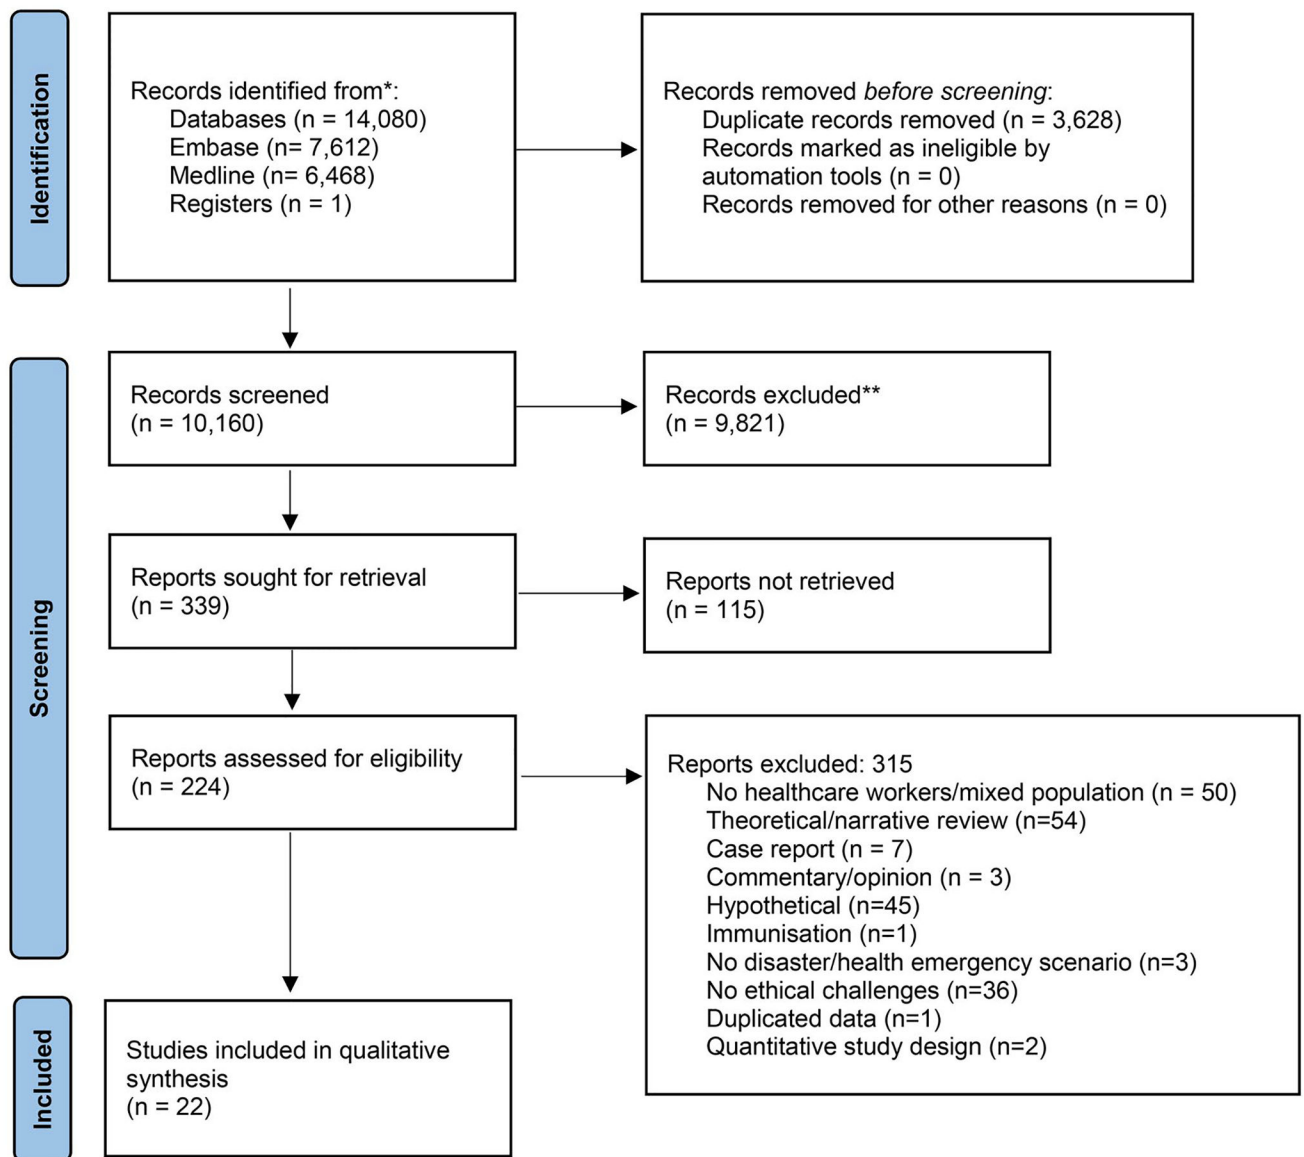 Identification
Records identified from*:
Databases (n = 14,080)
Embase (n= 7,612)
Medline (n= 6,468)
Registers (n = 1)
Records removed before screening:
Duplicate records removed (n = 3,628)
Records marked as ineligible by
automation tools (n = 0)
Records removed for other reasons (n = 0)
Screening
Records screened
(n = 10,160)
Records excluded**
(n = 9,821)
Reports sought for retrieval
(n = 339)
Reports not retrieved
(n = 115)
Reports assessed for eligibility
(n = 224)
Reports excluded: 315
No healthcare workers/mixed population (n = 50)
Theoretical/narrative review (n=54)
Case report (n = 7)
Commentary/opinion (n = 3)
Hypothetical (n=45)
Immunisation (n=1)
No disaster/health emergency scenario (n=3)
No ethical challenges (n=36)
Duplicated data (n=1)
Quantitative study design (n=2)
Included
Studies included in qualitative
synthesis
(n = 22)